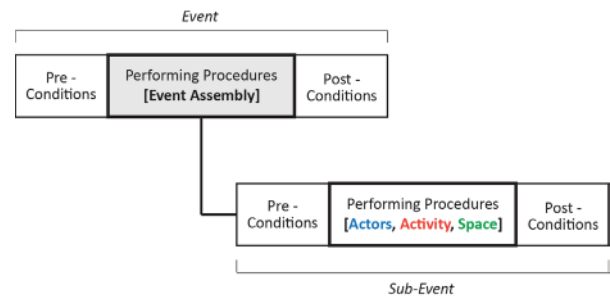 Event
Pre -
Conditions
Performing Procedures
[Event Assembly]
Post -
Conditions
Pre -
Conditions
Performing Procedures
[Actors, Activity, Space]
Post -
Conditions
Sub-Event